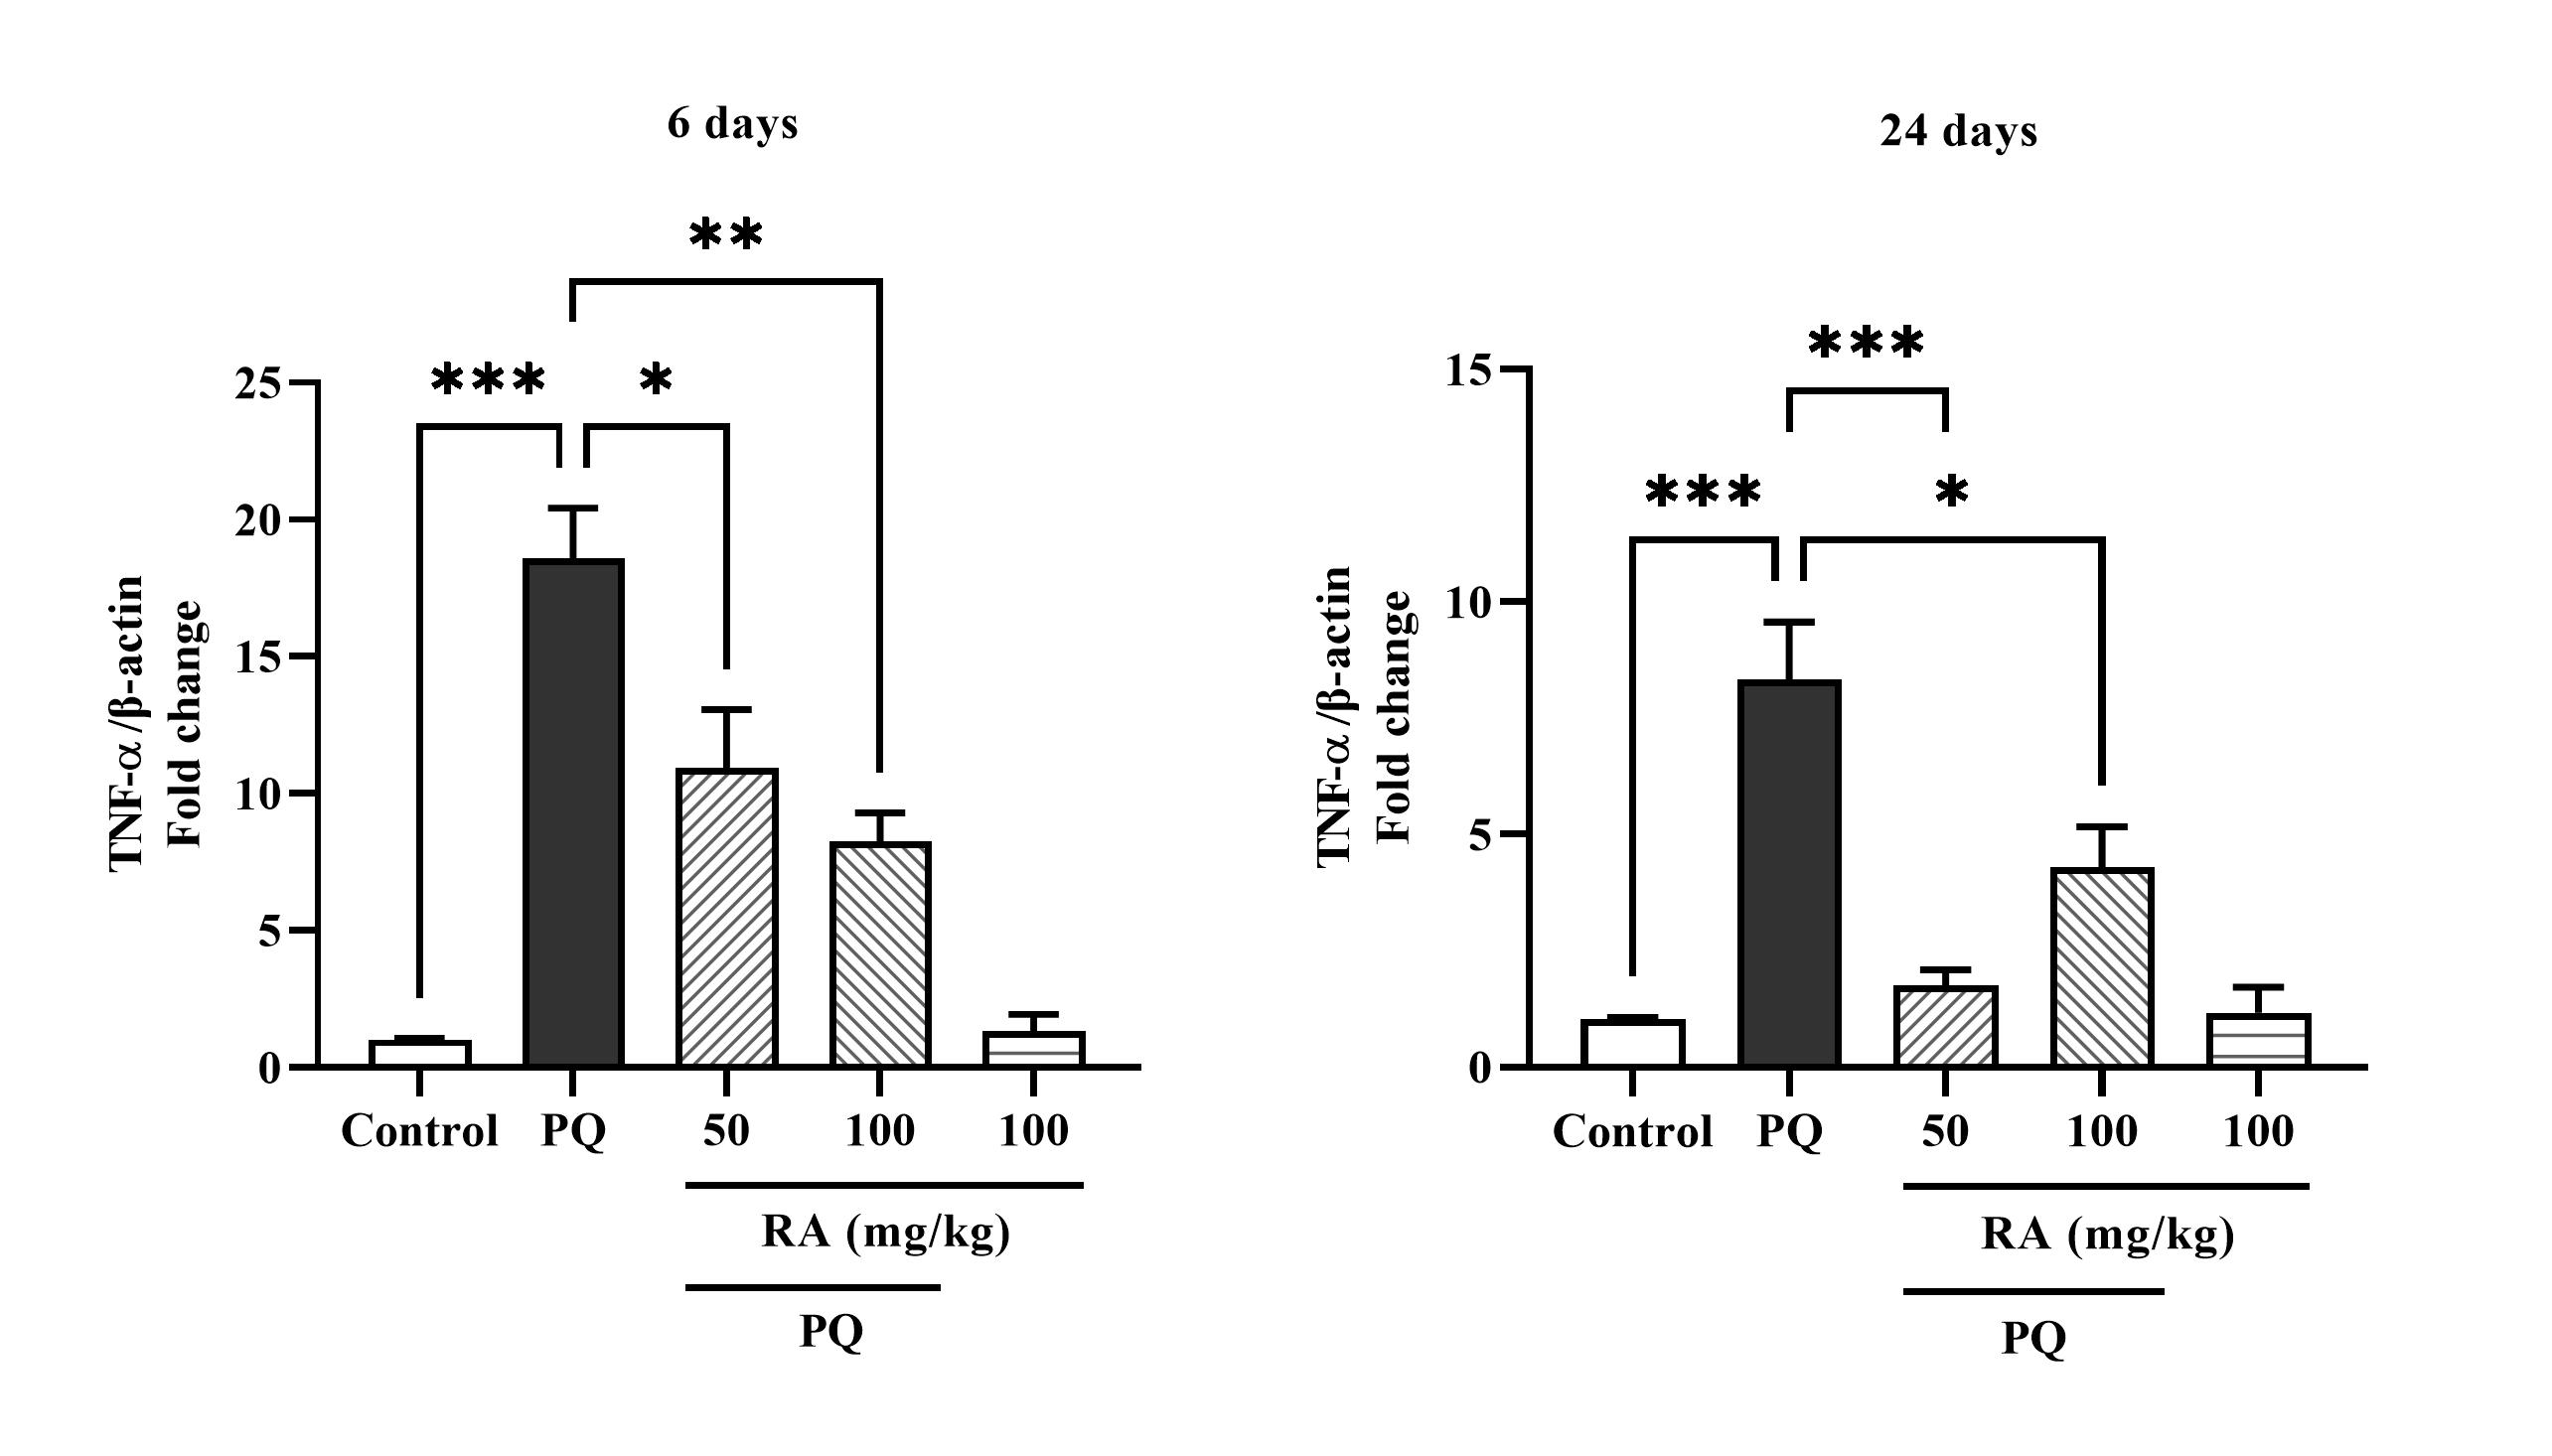 6 days
**
*** *
25
20
15
10
5
0
TNF-α/β-actin
Fold change
Control PQ 50 100 100
RA (mg/kg)
PQ
24 days
***
*** *
15
10
5
0
TNF-α/β-actin
Fold change
Control PQ 50 100 100
RA (mg/kg)
PQ